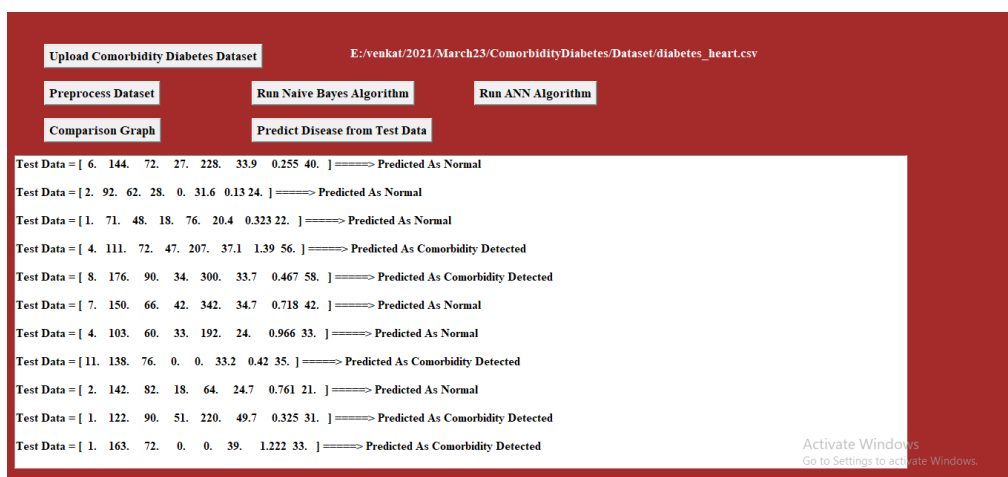 Upload Comorbidity Diabetes Dataset E:/venkat/2021/March23/ComorbidityDiabetes/Dataset/diabetes_heart.csv
Preprocess Dataset Run Naive Bayes Algorithm Run ANN Algorithm
Comparison Graph Predict Disease from Test Data
Test Data = [ 6. 144. 72. 27. 228. 33.9 0.255 40. ] =====> Predicted As Normal
Test Data = [ 2. 92. 62. 28. 0. 31.6 0.13 24. ] =====> Predicted As Normal
Test Data = [ 1. 71. 48. 18. 76. 20.4 0.323 22. ] =====> Predicted As Normal
Test Data = [ 4. 111. 72. 47. 207. 37.1 1.39 56. ] =====> Predicted As Comorbidity Detected
Test Data = [ 8. 176. 90. 34. 300. 33.7 0.467 58. ] =====> Predicted As Comorbidity Detected
Test Data = [ 7. 150. 66. 42. 342. 34.7 0.718 42. ] =====> Predicted As Normal
Test Data = [ 4. 103. 60. 33. 192. 24. 0.966 33. ] =====> Predicted As Normal
Test Data = [11. 138. 76. 0. 0. 33.2 0.42 35. ] =====> Predicted As Comorbidity Detected
Test Data = [ 2. 142. 82. 18. 64. 24.7 0.761 21. ] =====> Predicted As Normal
Test Data = [ 1. 122. 90. 51. 220. 49.7 0.325 31. ] =====> Predicted As Comorbidity Detected
Test Data = [ 1. 163. 72. 0. 0. 39. 1.222 33. ] =====> Predicted As Comorbidity Detected
Activate Windows
Go to Settings to activate Windows.